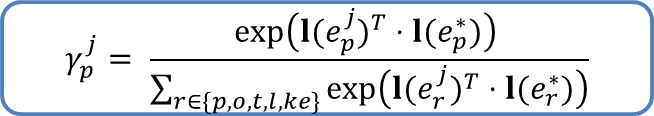 γ_p^j = exp(𝐥(e_p^j)^T · 𝐥(e_p^*)) / ∑_{r∈{p,o,t,l,ke}} exp(𝐥(e_r^j)^T · 𝐥(e_r^*))